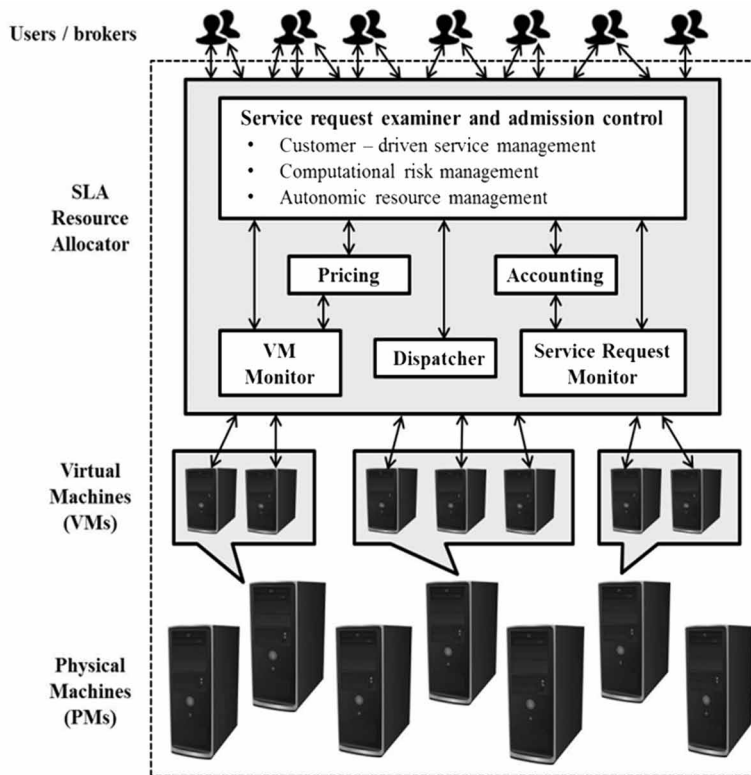 Users / brokers
Service request examiner and admission control
• Customer – driven service management
• Computational risk management
• Autonomic resource management
SLA
Resource
Allocator
Pricing
Accounting
VM
Monitor
Dispatcher
Service Request
Monitor
Virtual
Machines
(VMs)
Physical
Machines
(PMs)